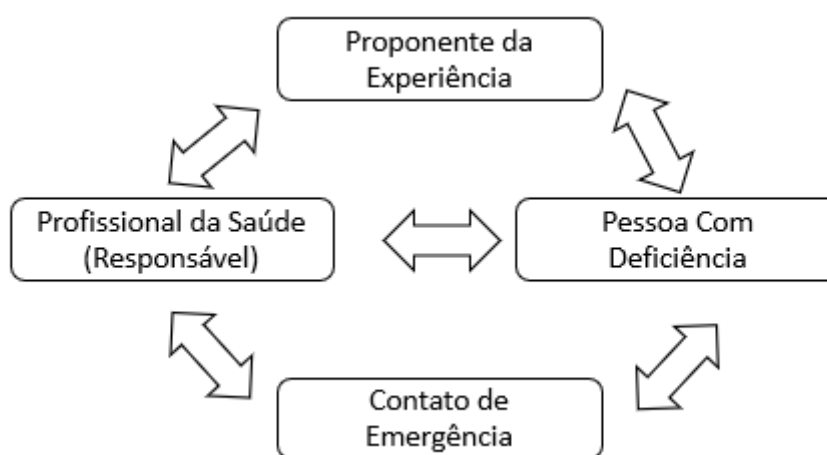 Proponente da
Experiência
Profissional da Saúde
(Responsável)
Pessoa Com
Deficiência
Contato de
Emergência